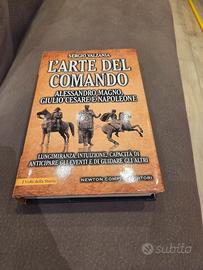 SERGIO VALZANIA
L'ARTE DEL
COMANDO
ALESSANDRO MAGNO,
GIULIO CESARE E NAPOLEONE
LUNGIMIRANZA, INTUIZIONE, CAPACITÀ DI
ANTICIPARE GLI EVENTI E DI GUIDARE GLI ALTRI
I Volti della Storia
NEWTON COMPTON EDITORI
subito